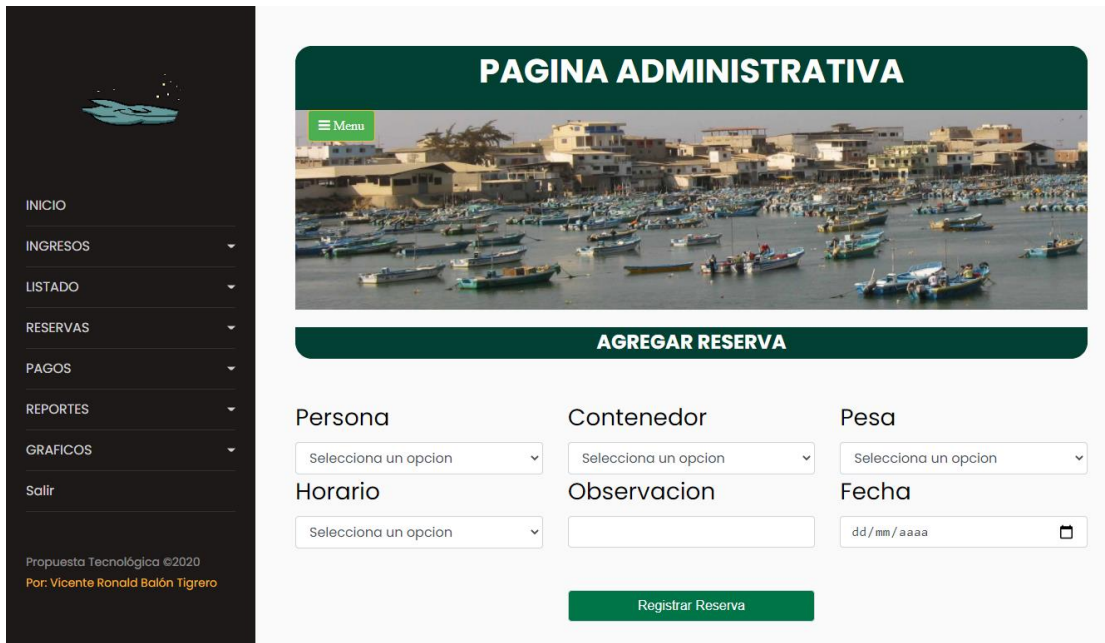 INICIO
INGRESOS
LISTADO
RESERVAS
PAGOS
REPORTES
GRAFICOS
Salir
Propuesta Tecnológica ©2020
Por: Vicente Ronald Balón Tigrero
PAGINA ADMINISTRATIVA
Menu
AGREGAR RESERVA
Persona Contenedor Pesa
Selecciona un opcion Selecciona un opcion Selecciona un opcion
Horario Observacion Fecha
Selecciona un opcion dd/mm/aaaa
Registrar Reserva